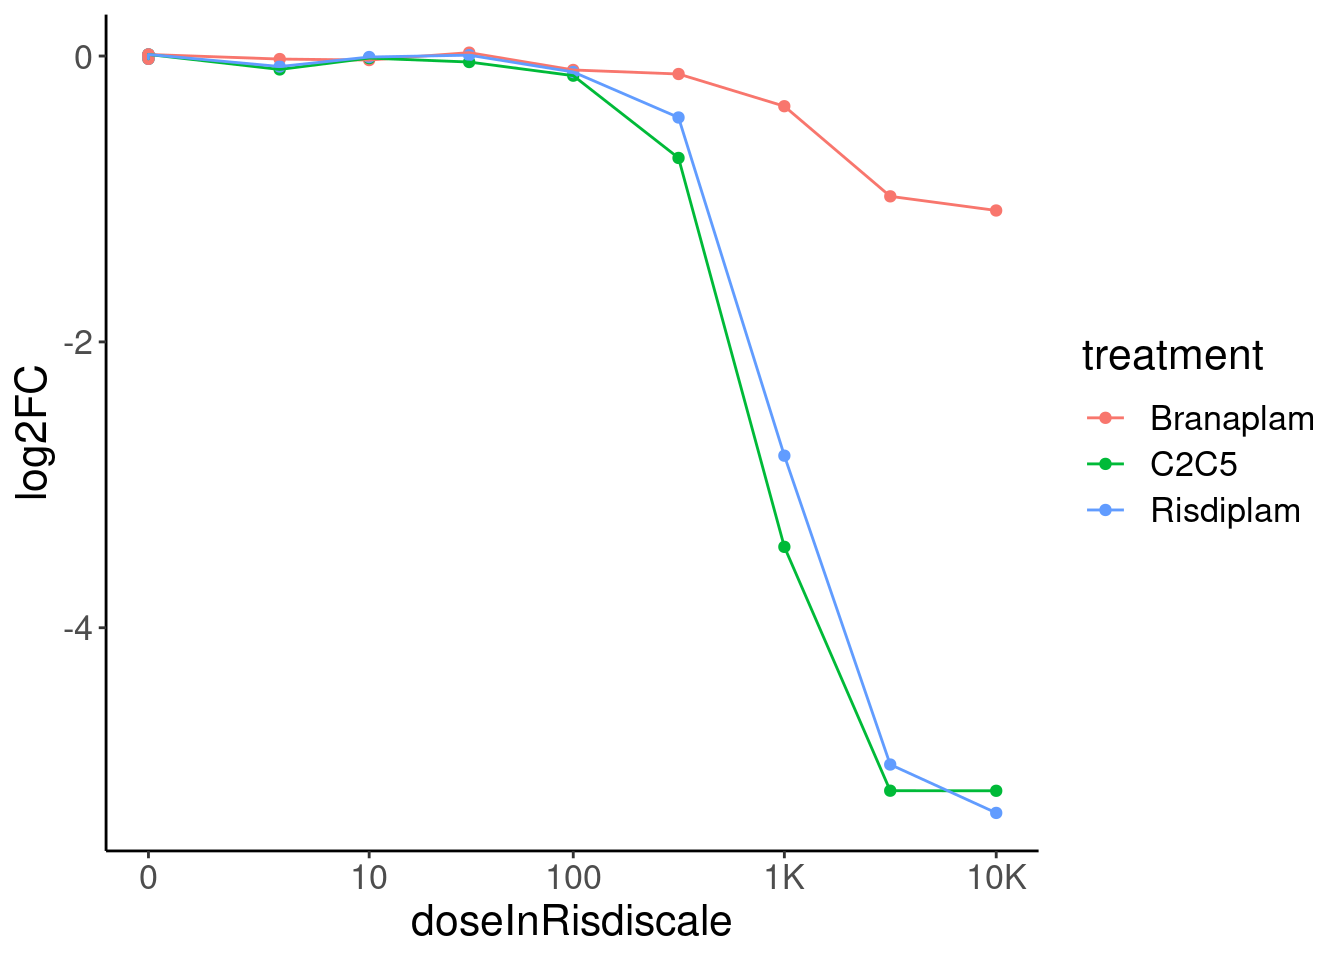 0
-2
-4
log2FC
0 10 100 1K 10K
doseInRisdiscale
treatment
Branaplam
C2C5
Risdiplam